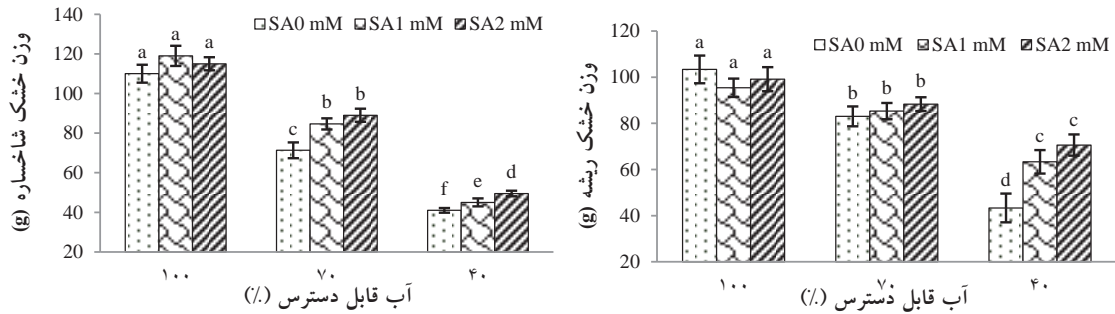 140
120
100
80
60
40
20
وزن خشک شاخساره (g)
SA0 mM SA1 mM SA2 mM
a a a
c b b
f e d
۱۰۰ ۷۰ ۴۰
آب قابل دسترس (٪)
120
100
80
60
40
20
وزن خشک ریشه (g)
SA0 mM SA1 mM SA2 mM
a a a
b b b
d c c
۱۰۰ ۷۰ ۴۰
آب قابل دسترس (٪)